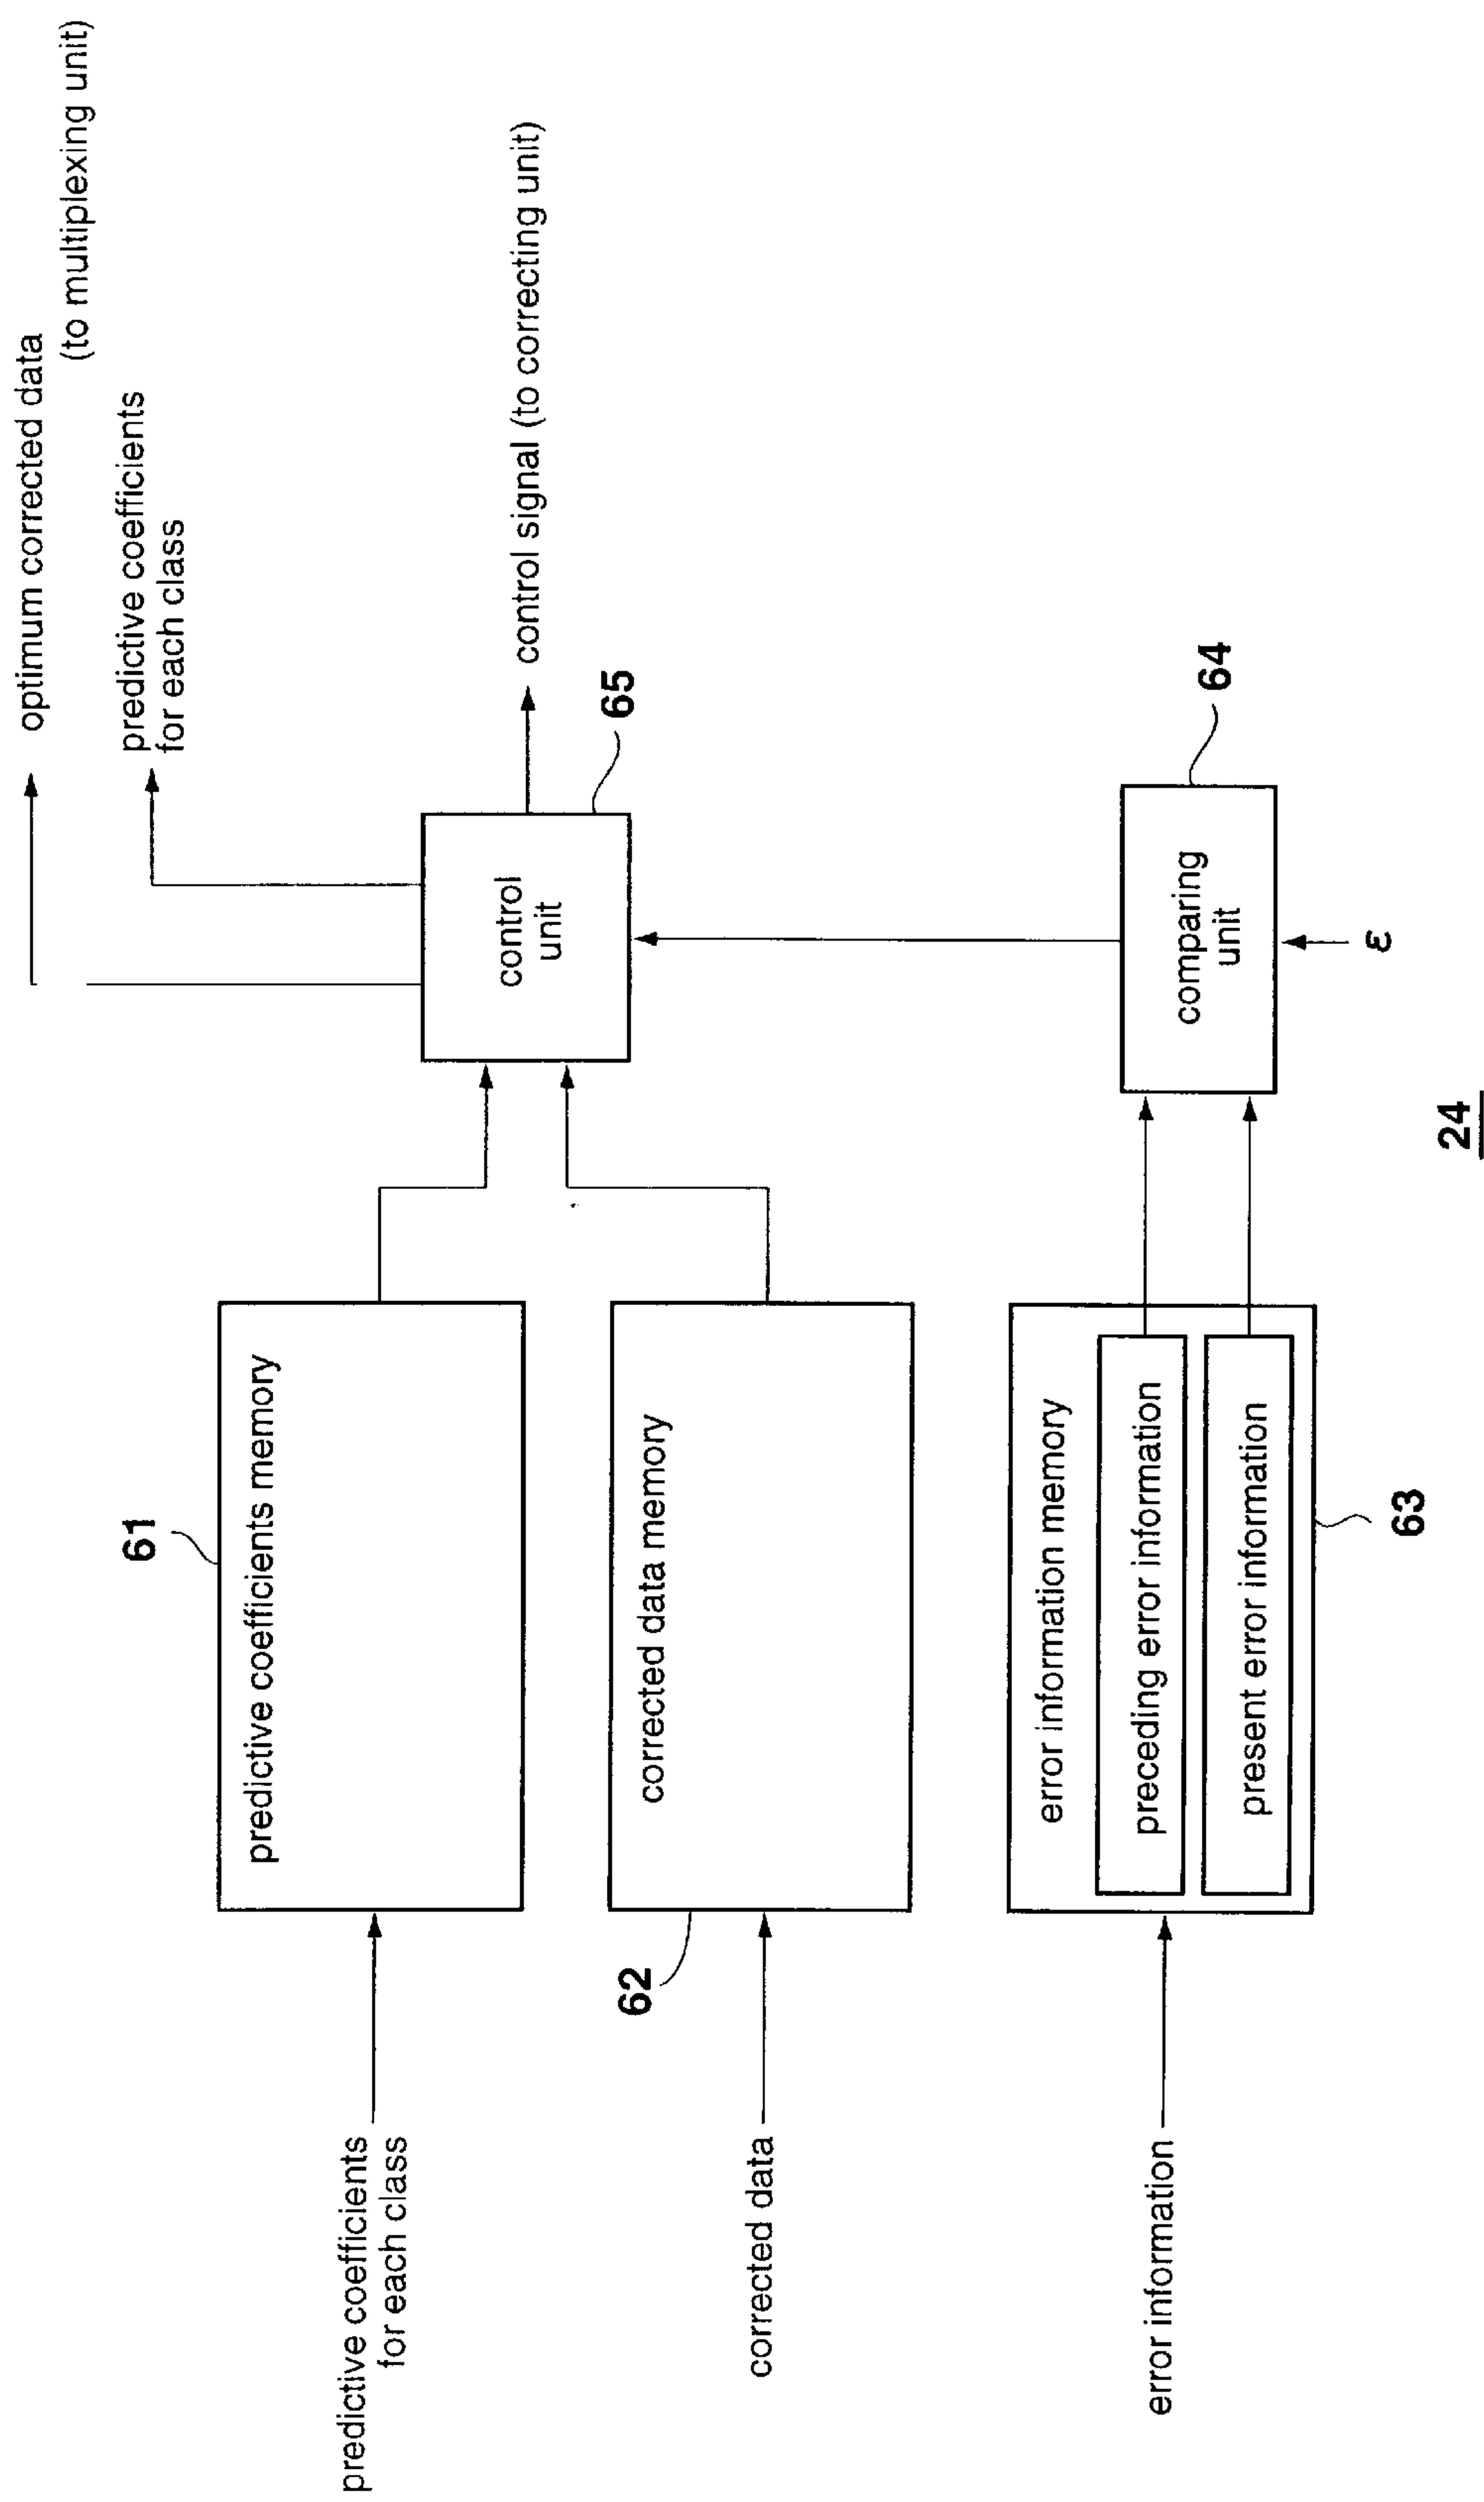 optimum corrected data
(to multiplexing unit)
predictive coefficients
for each class
control signal (to correcting unit)
65
control
unit
64
comparing
unit
ε
24
61
predictive coefficients memory
62
corrected data memory
error information memory
preceding error information
present error information
63
predictive coefficients
for each class
corrected data
error information